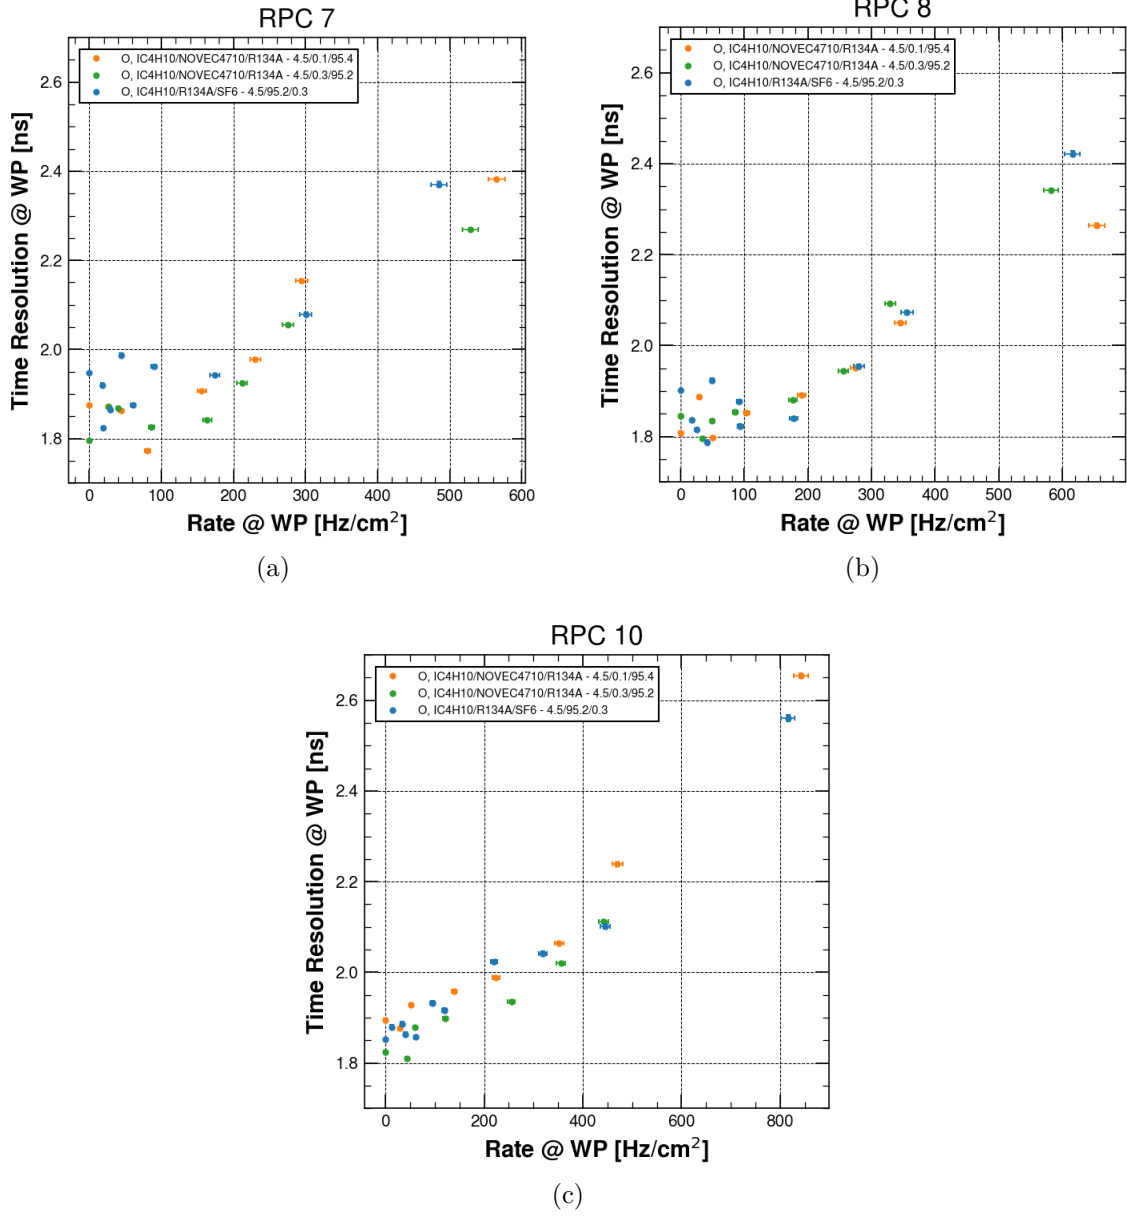 RPC 7
O, IC4H10/NOVEC4710/R134A - 4.5/0.1/95.4
O, IC4H10/NOVEC4710/R134A - 4.5/0.3/95.2
O, IC4H10/R134A/SF6 - 4.5/95.2/0.3
Time Resolution @ WP [ns]
2.6
2.4
2.2
2.0
1.8
0 100 200 300 400 500 600
Rate @ WP [Hz/cm²]
(a)
RPC 8
O, IC4H10/NOVEC4710/R134A - 4.5/0.1/95.4
O, IC4H10/NOVEC4710/R134A - 4.5/0.3/95.2
O, IC4H10/R134A/SF6 - 4.5/95.2/0.3
Time Resolution @ WP [ns]
2.6
2.4
2.2
2.0
1.8
0 100 200 300 400 500 600
Rate @ WP [Hz/cm²]
(b)
RPC 10
O, IC4H10/NOVEC4710/R134A - 4.5/0.1/95.4
O, IC4H10/NOVEC4710/R134A - 4.5/0.3/95.2
O, IC4H10/R134A/SF6 - 4.5/95.2/0.3
Time Resolution @ WP [ns]
2.6
2.4
2.2
2.0
1.8
0 200 400 600 800
Rate @ WP [Hz/cm²]
(c)